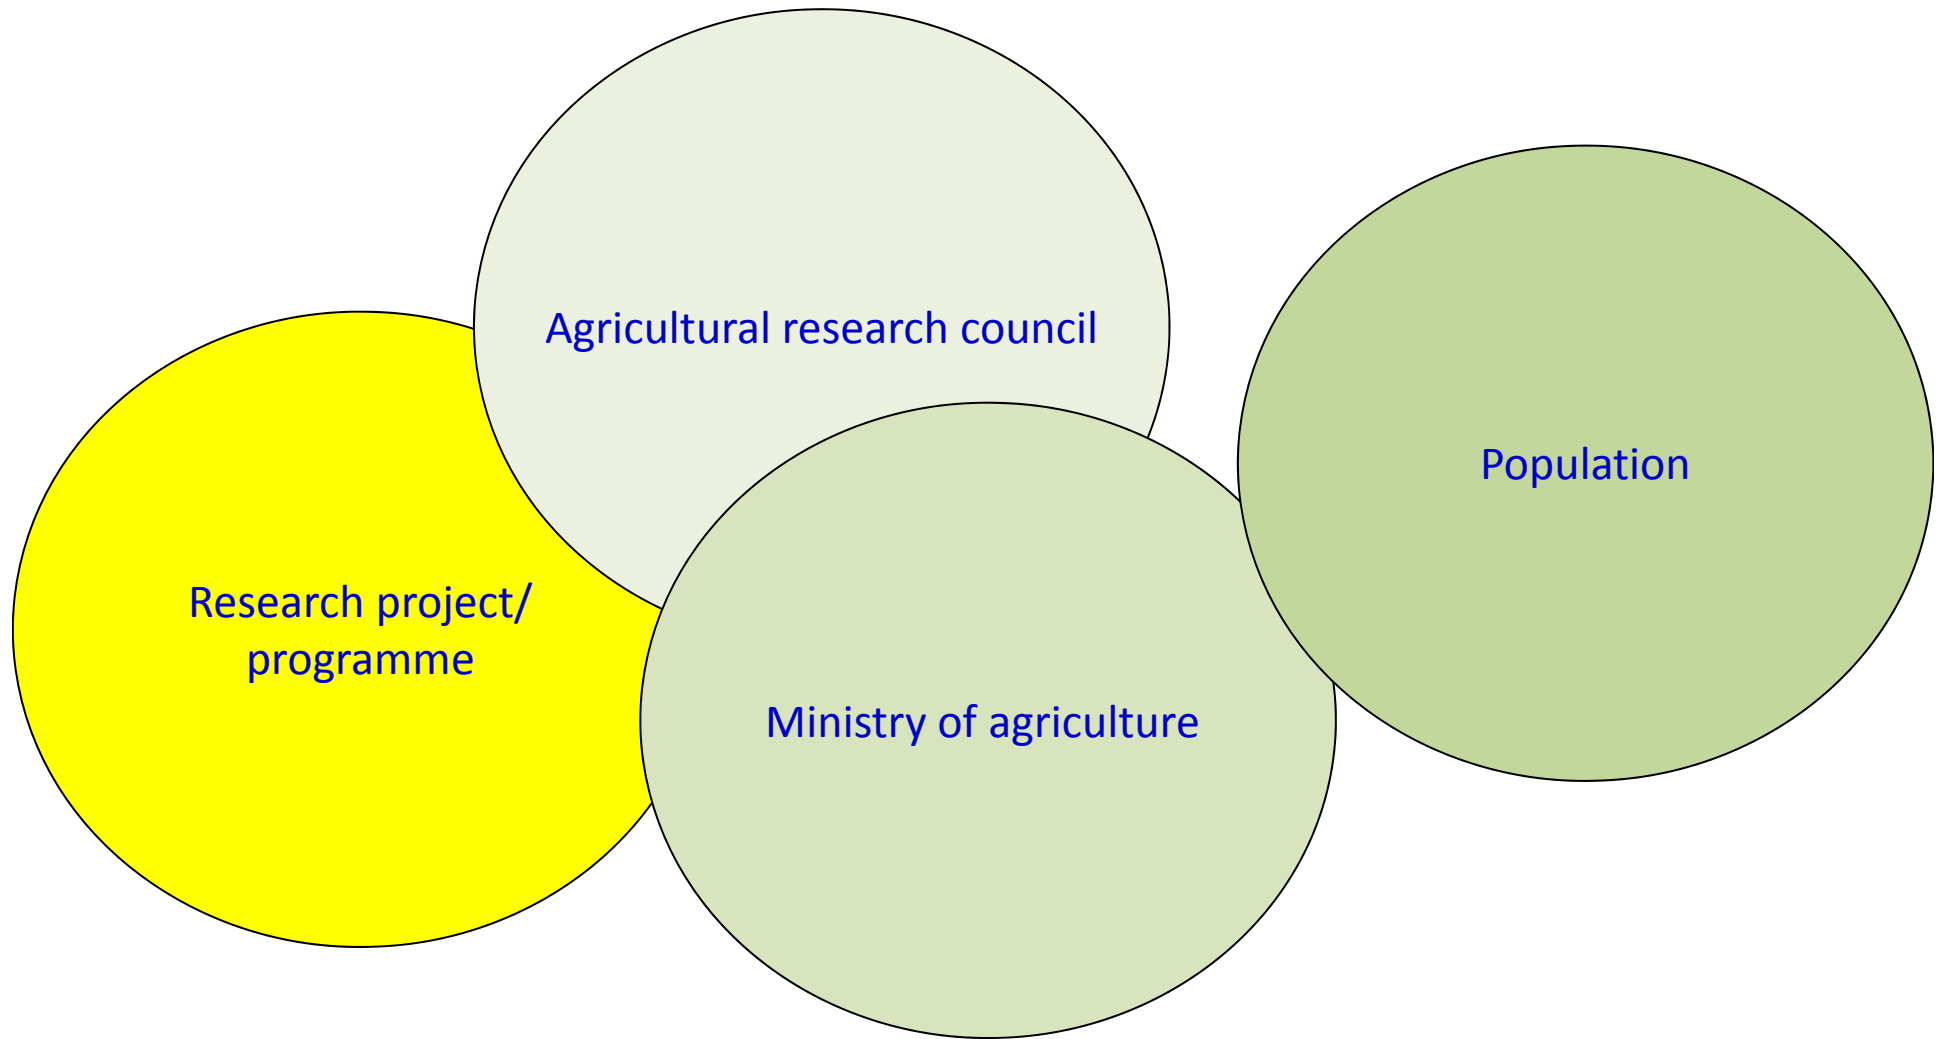 Agricultural research council
Population
Research project/
programme
Ministry of agriculture